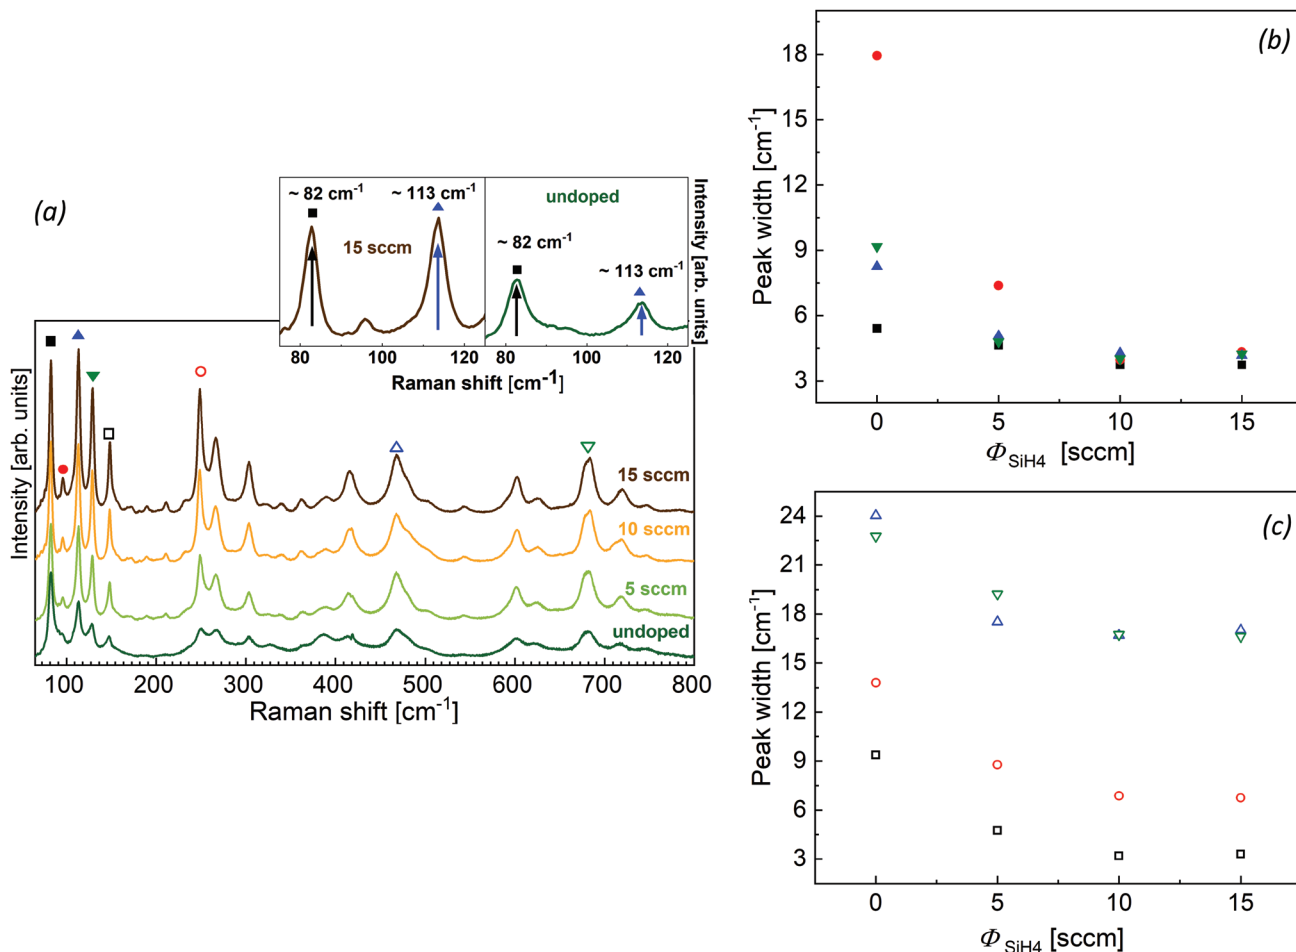 (a)
~ 82 cm-1
~ 113 cm-1
15 sccm
undoped
~ 82 cm-1
~ 113 cm-1
Intensity [arb. units]
80 100 120 80 100 120
Raman shift [cm-1]
Intensity [arb. units]
15 sccm
10 sccm
5 sccm
undoped
100 200 300 400 500 600 700 800
Raman shift [cm-1]
(b)
Peak width [cm-1]
18
15
12
9
6
3
0 5 10 15
ΦSiH4 [sccm]
(c)
Peak width [cm-1]
24
21
18
15
12
9
6
3
0 5 10 15
ΦSiH4 [sccm]